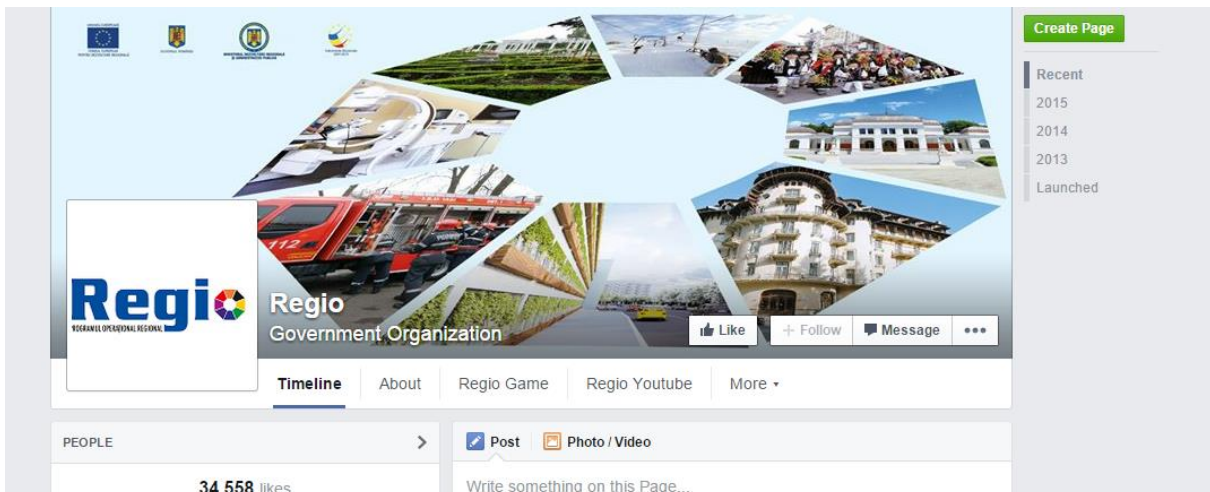 Create Page
Recent
2015
2014
2013
Launched
112
Regio
PROGRAMUL OPERAȚIONAL REGIONAL
Regio
Government Organization
Like
+ Follow
Message
Timeline
About
Regio Game
Regio Youtube
More
PEOPLE
Post
Photo / Video
34 558 likes
Write something on this Page...